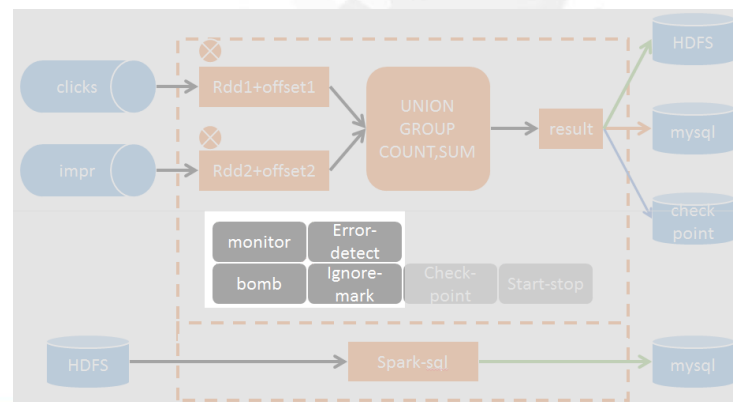 HDFS
clicks
Rdd1+offset1
UNION
GROUP
COUNT,SUM
result
mysql
impr
Rdd2+offset2
check
point
monitor
Error-
detect
bomb
Ignore-
mark
Check-
point
Start-stop
HDFS
Spark-sql
mysql